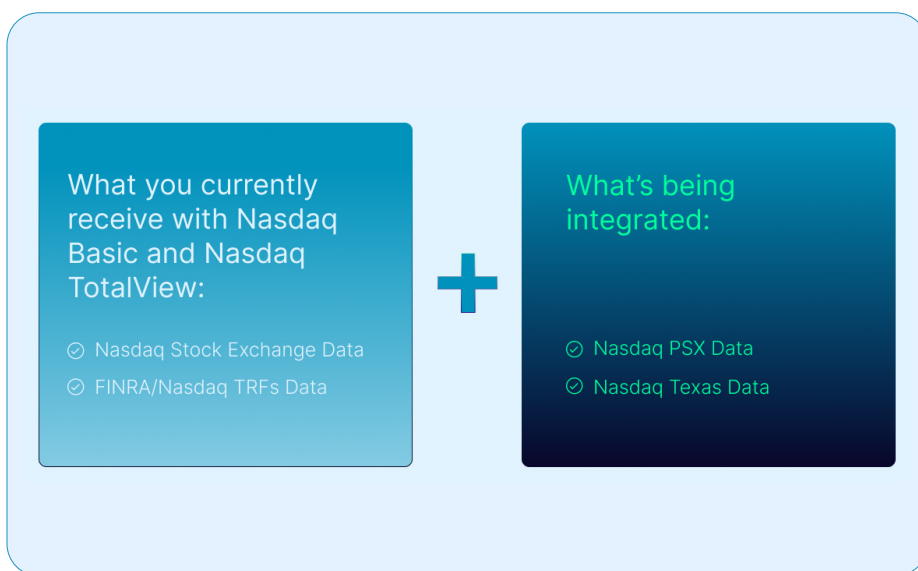 What you currently
receive with Nasdaq
Basic and Nasdaq
TotalView:
Nasdaq Stock Exchange Data
FINRA/Nasdaq TRFs Data
What’s being
integrated:
Nasdaq PSX Data
Nasdaq Texas Data